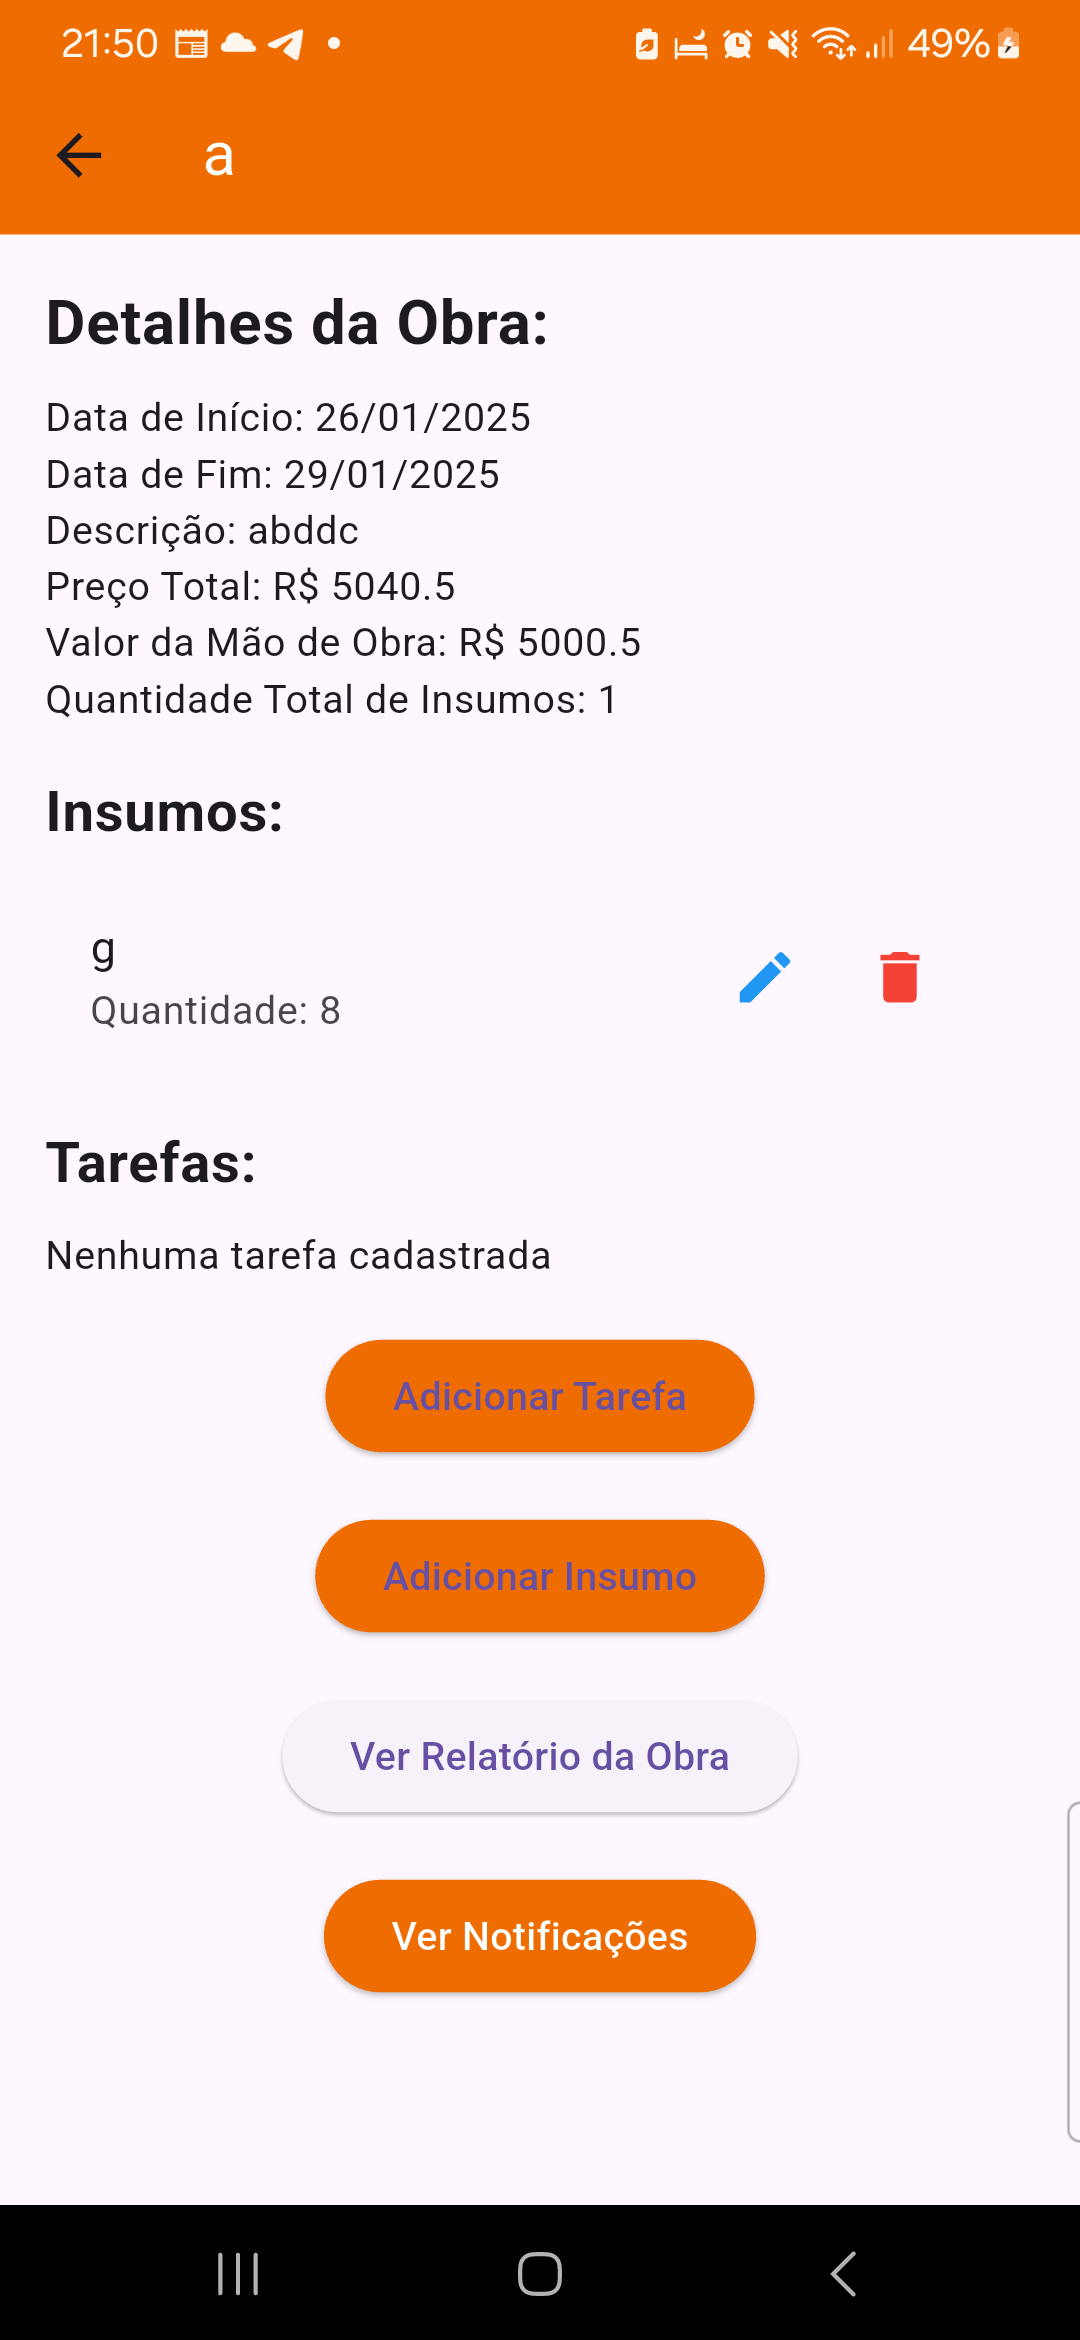 21:50
49%
a
Detalhes da Obra:
Data de Início: 26/01/2025
Data de Fim: 29/01/2025
Descrição: abddc
Preço Total: R$ 5040.5
Valor da Mão de Obra: R$ 5000.5
Quantidade Total de Insumos: 1
Insumos:
g
Quantidade: 8
Tarefas:
Nenhuma tarefa cadastrada
Adicionar Tarefa
Adicionar Insumo
Ver Relatório da Obra
Ver Notificações